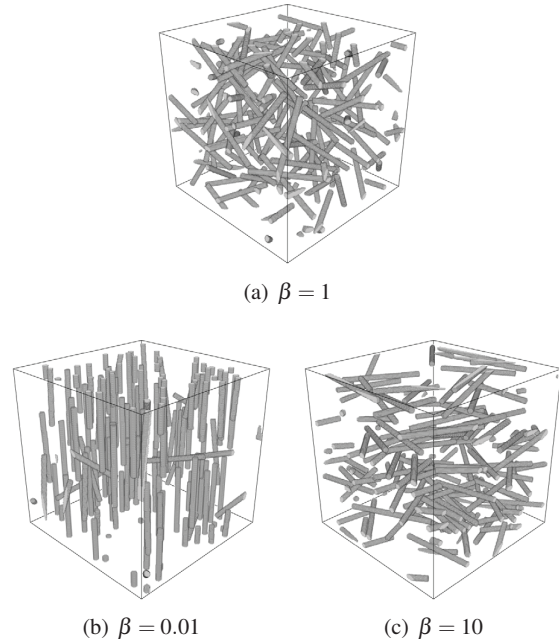 (a) β = 1
(b) β = 0.01
(c) β = 10